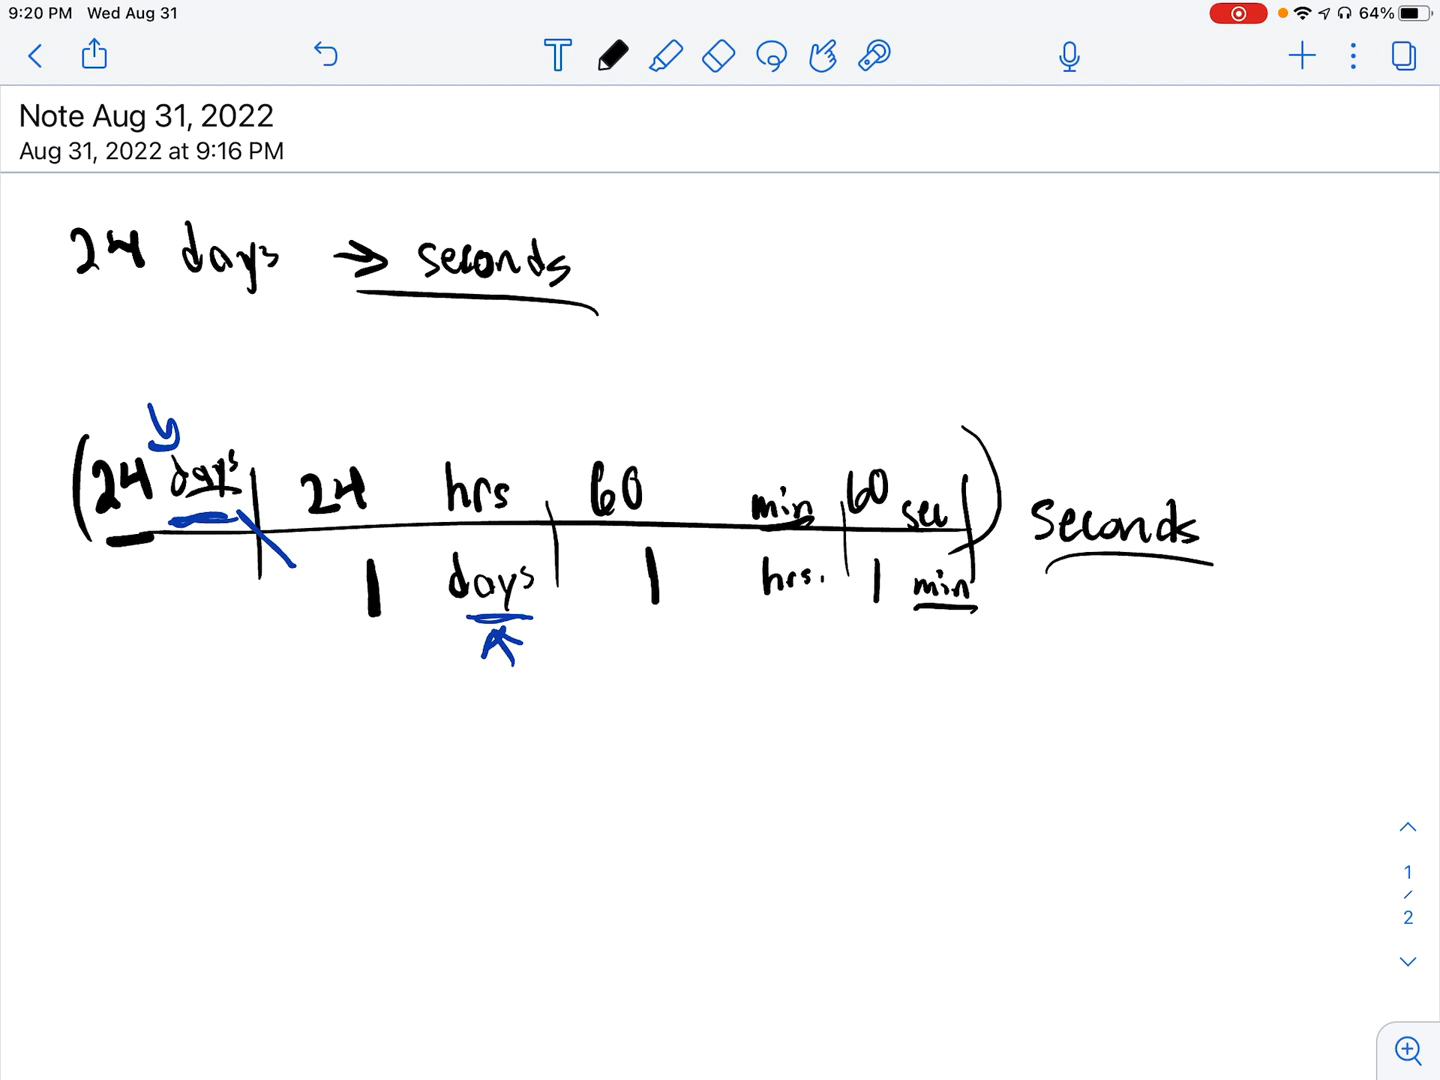 9:20 PM Wed Aug 31 64%
Note Aug 31, 2022
Aug 31, 2022 at 9:16 PM
24 days → seconds
(24 days | 24 hrs | 60 min | 60 sec) seconds
1 days | 1 hrs. | 1 min
1
/
2